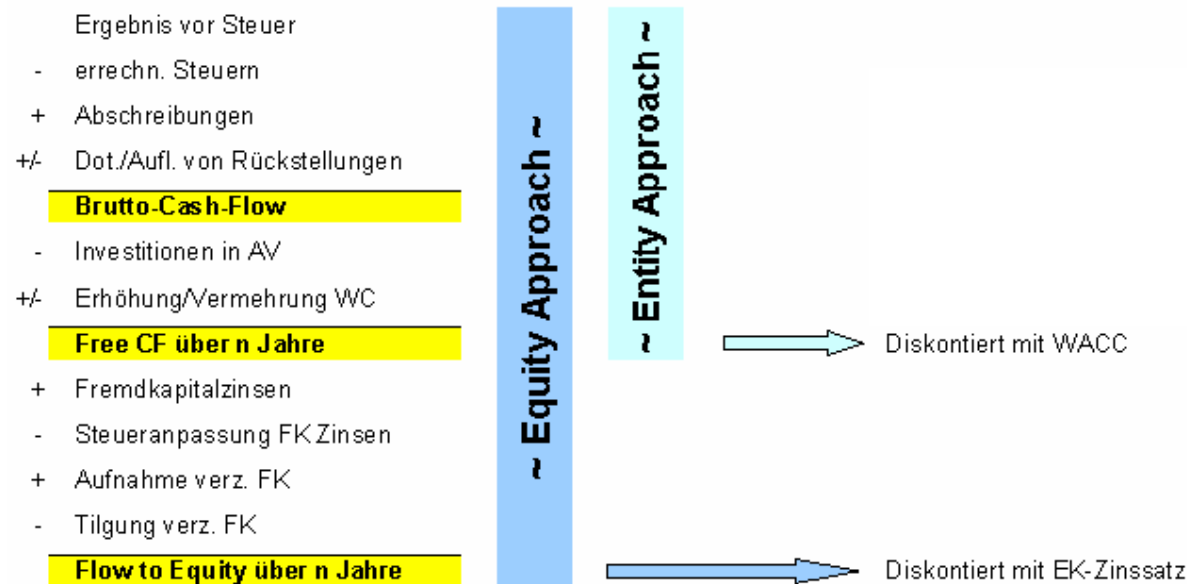 Ergebnis vor Steuer
- errechn. Steuern
+ Abschreibungen
+/- Dot./Aufl. von Rückstellungen
Brutto-Cash-Flow
- Investitionen in AV
+/- Erhöhung/Vermehrung WC
Free CF über n Jahre
+ Fremdkapitalzinsen
- Steueranpassung FK Zinsen
+ Aufnahme verz. FK
- Tilgung verz. FK
Flow to Equity über n Jahre
~ Equity Approach ~
~ Entity Approach ~
Diskontiert mit WACC
Diskontiert mit EK-Zinssatz